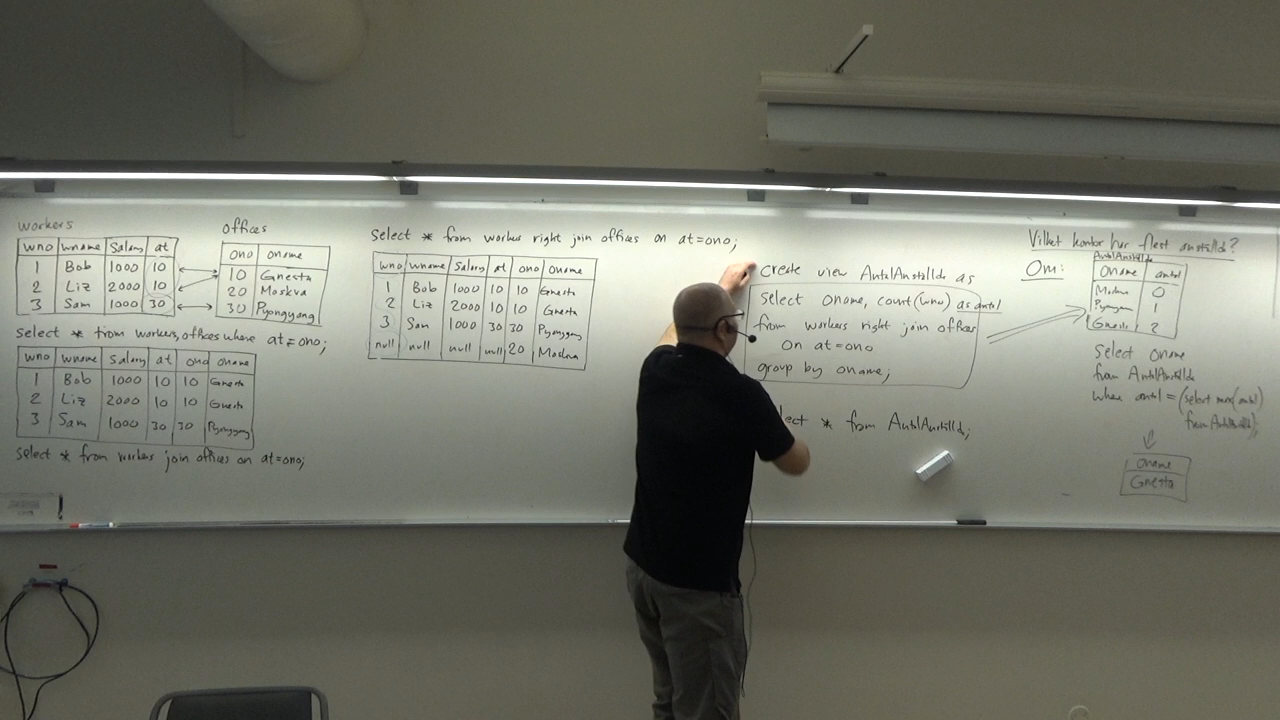 workers
wno wname Salary at
1 Bob 1000 10
2 Liz 2000 10
3 Sam 1000 30
offices
ono oname
10 Gnesta
20 Moskva
30 Pyongyang
select * from workers, offices where at=ono;
wno wname Salary at ono oname
1 Bob 1000 10 10 Gnesta
2 Liz 2000 10 10 Gnesta
3 Sam 1000 30 30 Pyongyang
select * from workers join offices on at=ono;
select * from workers right join offices on at=ono;
wno wname Salary at ono oname
1 Bob 1000 10 10 Gnesta
2 Liz 2000 10 10 Gnesta
3 Sam 1000 30 30 Pyongyang
null null null null 20 Moskva
create view AntalAnställda as
select oname, count(wno) as antal
from workers right join offices
on at=ono
group by oname;
* from AntalAnställda;
Vilket kontor har flest anställda?
Om:
AntalAnställda
oname antal
Moskva 0
Pyongyang 1
Gnesta 2
select oname
from AntalAnställda
where antal = (select max(antal)
from AntalAnställda);
oname
Gnesta